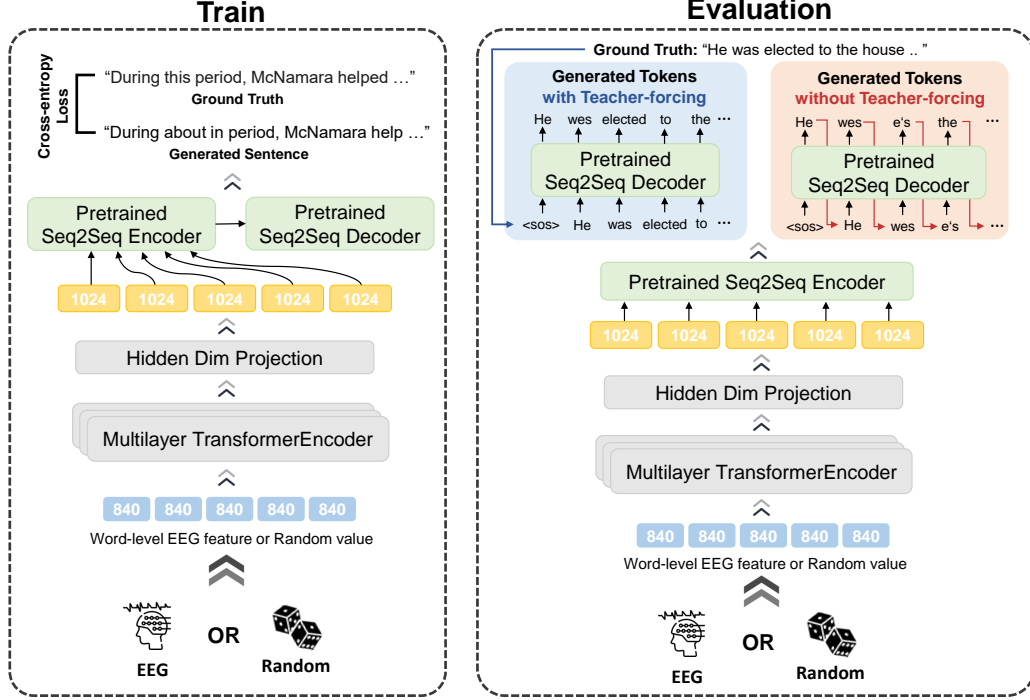 Train
Cross-entropy
Loss
“During this period, McNamara helped …”
Ground Truth
“During about in period, McNamara help …”
Generated Sentence
Pretrained
Seq2Seq Encoder
Pretrained
Seq2Seq Decoder
1024 1024 1024 1024 1024
Hidden Dim Projection
Multilayer TransformerEncoder
840 840 840 840 840
Word-level EEG feature or Random value
OR
EEG
Random
Evaluation
Ground Truth: “He was elected to the house .. ”
Generated Tokens
with Teacher-forcing
He wes elected to the ...
Pretrained
Seq2Seq Decoder
<sos> He was elected to ...
Generated Tokens
without Teacher-forcing
He wes e's the ...
Pretrained
Seq2Seq Decoder
<sos> He wes e's ...
Pretrained Seq2Seq Encoder
1024 1024 1024 1024 1024
Hidden Dim Projection
Multilayer TransformerEncoder
840 840 840 840 840
Word-level EEG feature or Random value
OR
EEG
Random